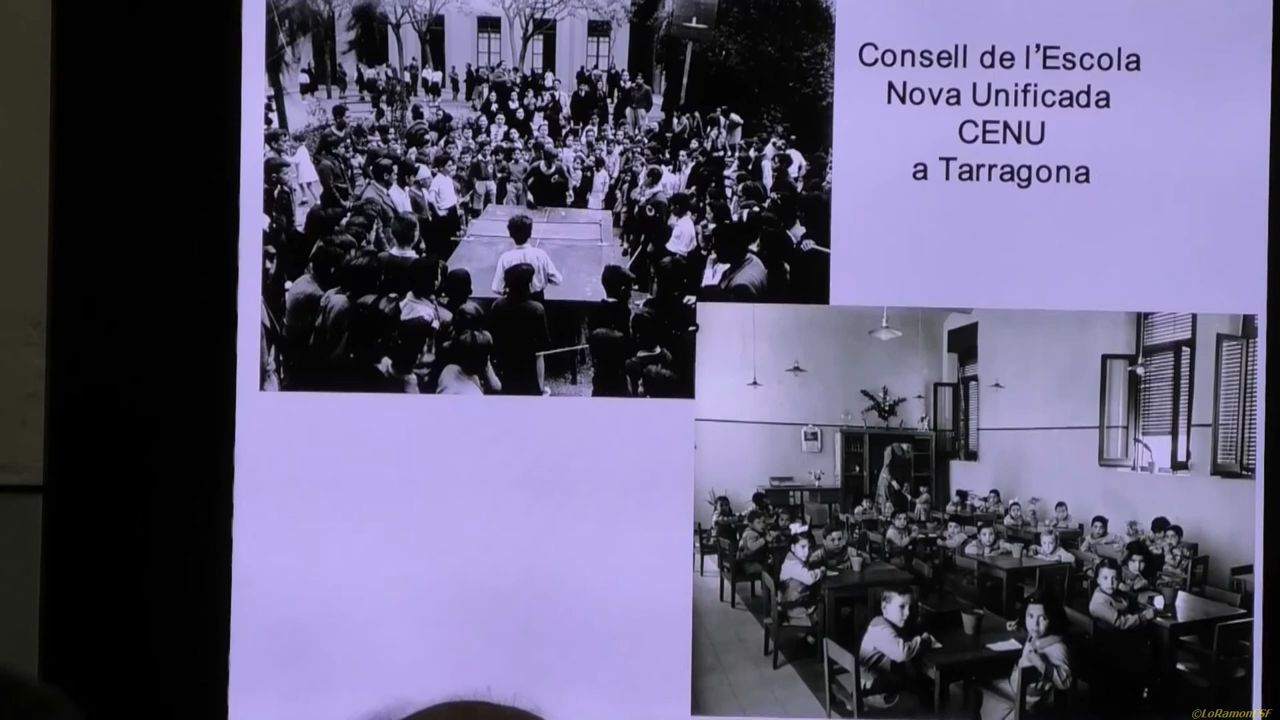 Consell de l'Escola
Nova Unificada
CENU
a Tarragona
©LoRamonFSF